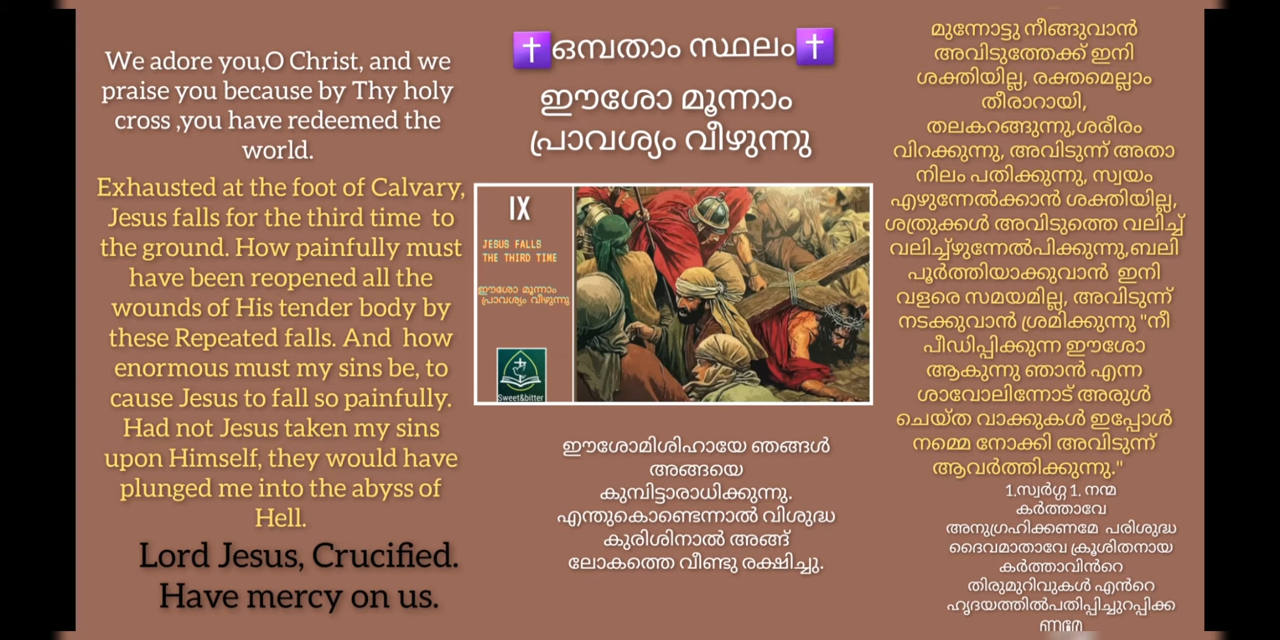 We adore you,O Christ, and we
praise you because by Thy holy
cross ,you have redeemed the
world.
Exhausted at the foot of Calvary,
Jesus falls for the third time to
the ground. How painfully must
have been reopened all the
wounds of His tender body by
these Repeated falls. And how
enormous must my sins be, to
cause Jesus to fall so painfully.
Had not Jesus taken my sins
upon Himself, they would have
plunged me into the abyss of
Hell.
Lord Jesus, Crucified.
Have mercy on us.
✝️ഒമ്പതാം സ്ഥലം✝️
ഈശോ മൂന്നാം
പ്രാവശ്യം വീഴുന്നു
IX
JESUS FALLS
THE THIRD TIME
ഈശോ മൂന്നാം
പ്രാവശ്യം വീഴുന്നു
Sweet&bitter
ഈശോമിശിഹായേ ഞങ്ങൾ
അങ്ങയെ
കുമ്പിട്ടാരാധിക്കുന്നു.
എന്തുകൊണ്ടെന്നാൽ വിശുദ്ധ
കുരിശിനാൽ അങ്ങ്
ലോകത്തെ വീണ്ടു രക്ഷിച്ചു.
മുന്നോട്ടു നീങ്ങുവാൻ
അവിടുത്തേക്ക് ഇനി
ശക്തിയില്ല, രക്തമെല്ലാം
തീരാറായി,
തലകറങ്ങുന്നു,ശരീരം
വിറക്കുന്നു, അവിടുന്ന് അതാ
നിലം പതിക്കുന്നു, സ്വയം
എഴുന്നേൽക്കാൻ ശക്തിയില്ല,
ശത്രുക്കൾ അവിടുത്തെ വലിച്ച്
വലിച്ച്ഴുന്നേൽപിക്കുന്നു,ബലി
പൂർത്തിയാക്കുവാൻ ഇനി
വളരെ സമയമില്ല, അവിടുന്ന്
നടക്കുവാൻ ശ്രമിക്കുന്നു "നീ
പീഡിപ്പിക്കുന്ന ഈശോ
ആകുന്നു ഞാൻ എന്ന
ശാവോലിന്നോട് അരുൾ
ചെയ്ത വാക്കുകൾ ഇപ്പോൾ
നമ്മെ നോക്കി അവിടുന്ന്
ആവർത്തിക്കുന്നു."
1.സ്വർഗ്ഗ 1. നന്മ
കർത്താവേ
അനുഗ്രഹിക്കണമേ പരിശുദ്ധ
ദൈവമാതാവേ ക്രൂശിതനായ
കർത്താവിൻറെ
തിരുമുറിവുകൾ എൻറെ
ഹൃദയത്തിൽപതിപ്പിച്ചുറപ്പിക്ക
ണമേ